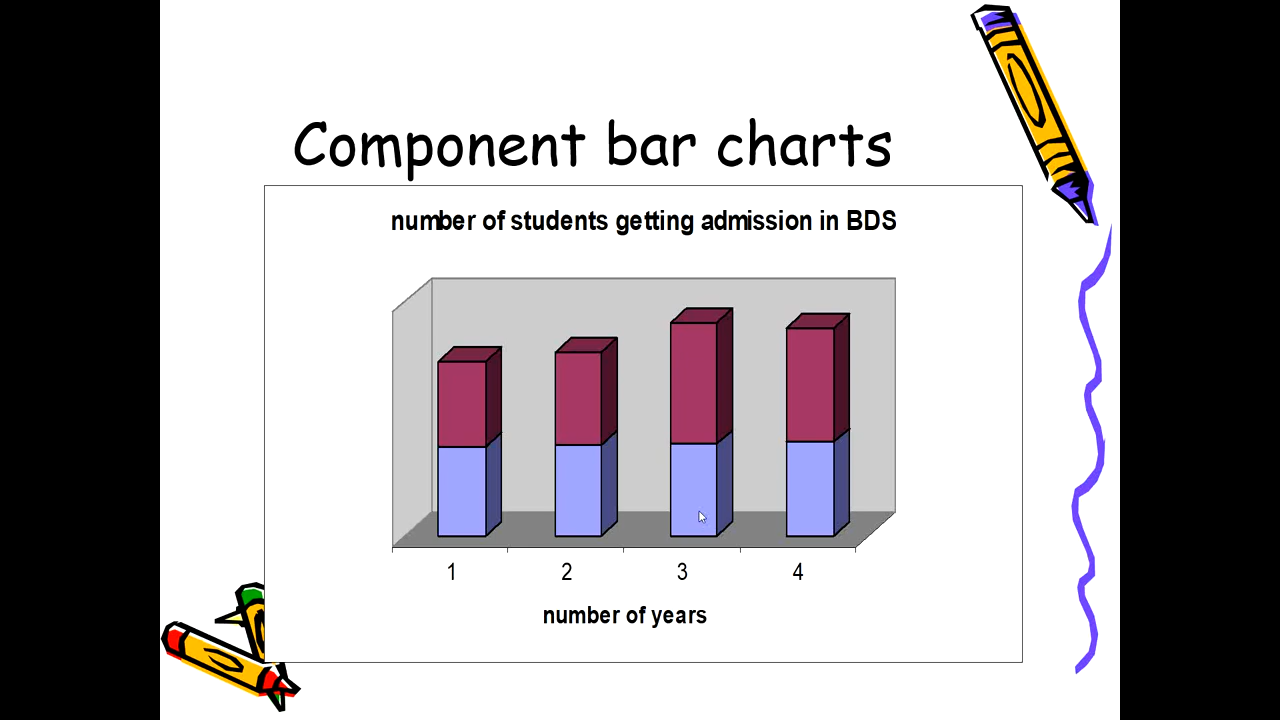 Component bar charts
number of students getting admission in BDS
1 2 3 4
number of years